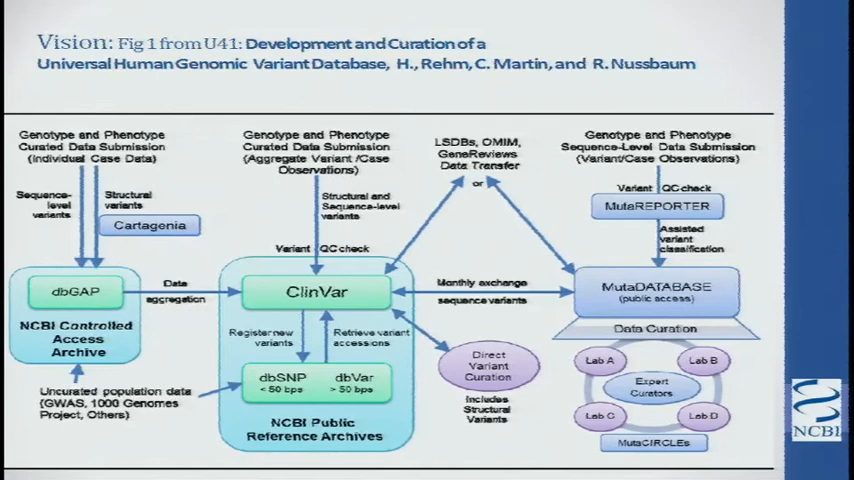 Vision: Fig 1 from U41: Development and Curation of a
Universal Human Genomic Variant Database, H., Rehm, C. Martin, and R. Nussbaum
Genotype and Phenotype
Curated Data Submission
(Individual Case Data)
Genotype and Phenotype
Curated Data Submission
(Aggregate Variant /Case
Observations)
LSDBs, OMIM,
GeneReviews
Data Transfer
or
Genotype and Phenotype
Sequence-Level Data Submission
(Variant/Case Observations)
Sequence-
level
variants
Structural
variants
Cartagenia
Structural and
Sequence-level
variants
Variant QC check
Variant QC check
MutaREPORTER
Assisted
variant
classification
dbGAP
NCBI Controlled
Access
Archive
Data
aggregation
ClinVar
Monthly exchange
sequence variants
MutaDATABASE
(public access)
Data Curation
Register new
variants
Retrieve variant
accessions
dbSNP
< 50 bps
dbVar
> 50 bps
NCBI Public
Reference Archives
Uncurated population data
(GWAS, 1000 Genomes
Project, Others)
Direct
Variant
Curation
Includes
Structural
Variants
Lab A
Lab B
Expert
Curators
Lab C
Lab D
MutaCIRCLEs
NCBI